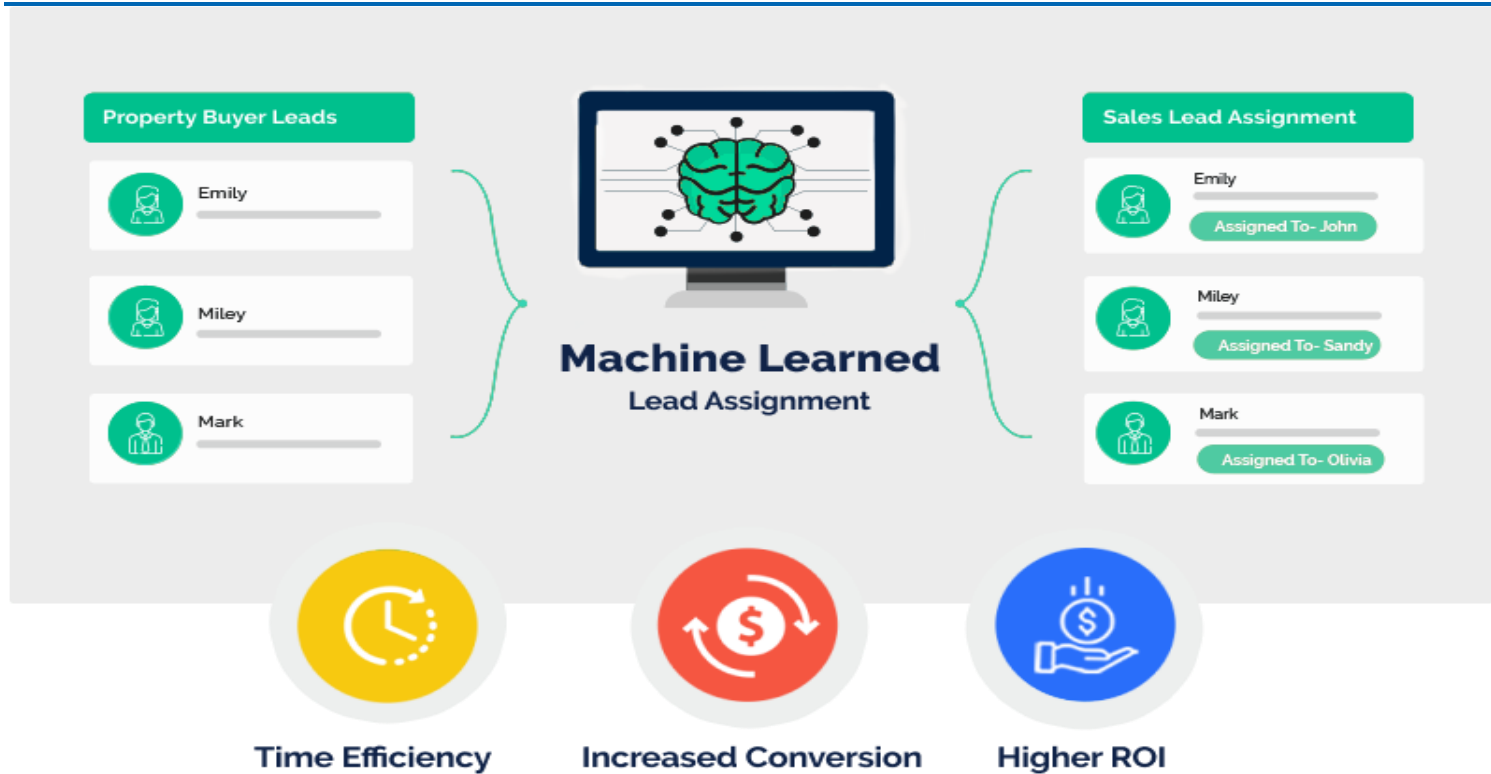 Property Buyer Leads
Emily
Miley
Mark
Machine Learned
Lead Assignment
Sales Lead Assignment
Emily
Assigned To- John
Miley
Assigned To- Sandy
Mark
Assigned To- Olivia
$
$
Time Efficiency
Increased Conversion
Higher ROI